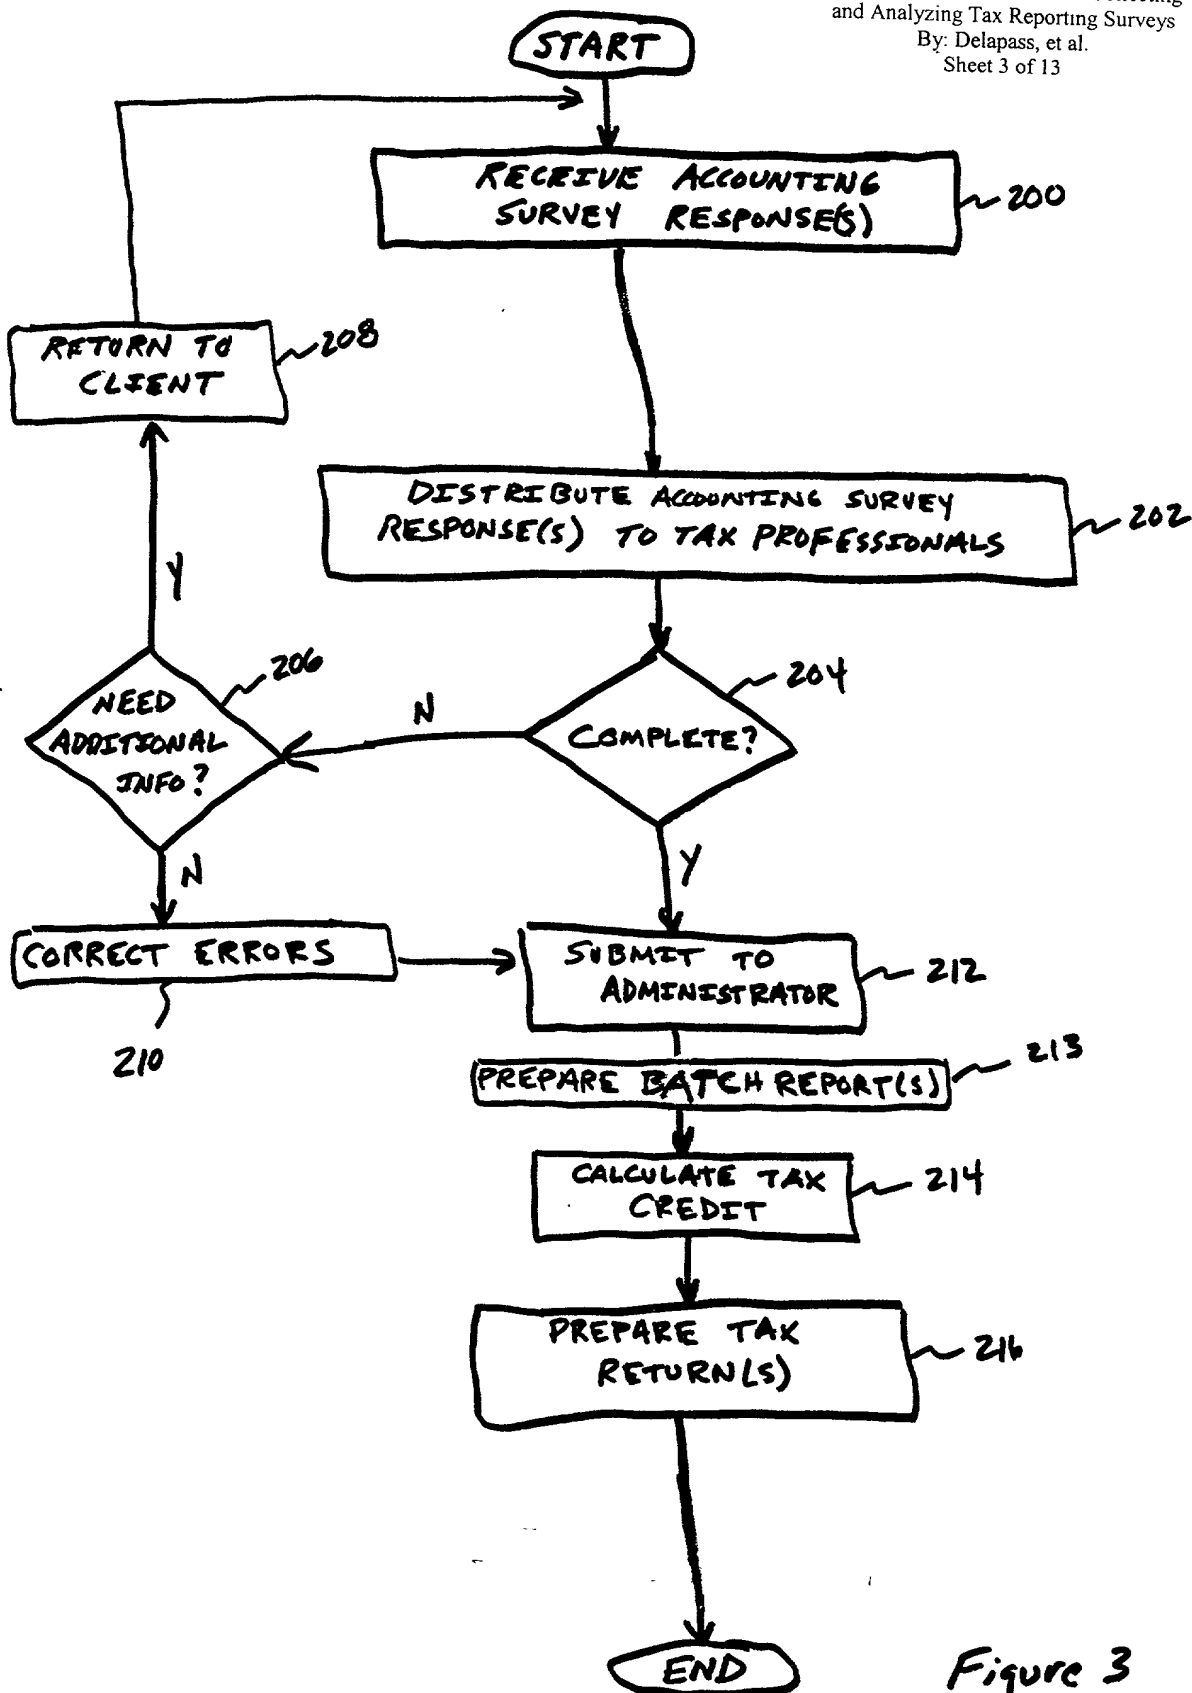 and Analyzing Tax Reporting Surveys
By: Delapass, et al.
Sheet 3 of 13
START
RECEIVE ACCOUNTING
SURVEY RESPONSE(S)
200
RETURN TO
CLIENT
208
DISTRIBUTE ACCOUNTING SURVEY
RESPONSE(S) TO TAX PROFESSIONALS
202
Y
NEED
ADDITIONAL
INFO?
206
N
COMPLETE?
204
N
Y
CORRECT ERRORS
210
SUBMIT TO
ADMINISTRATOR
212
PREPARE BATCH REPORT(S)
213
CALCULATE TAX
CREDIT
214
PREPARE TAX
RETURN(S)
216
END
Figure 3